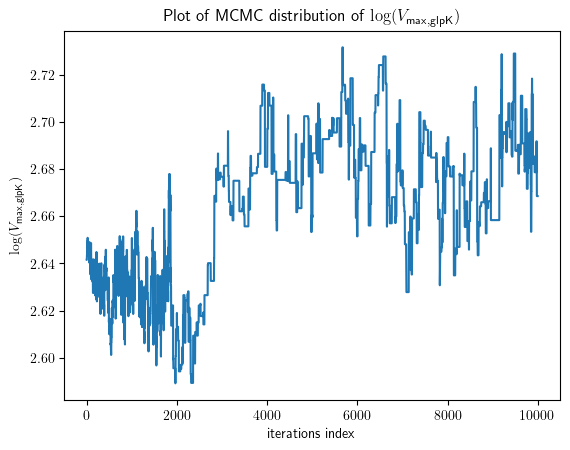 Plot of MCMC distribution of log(V_max,glpK)
log(V_max,glpK)
2.72
2.70
2.68
2.66
2.64
2.62
2.60
0 2000 4000 6000 8000 10000
iterations index